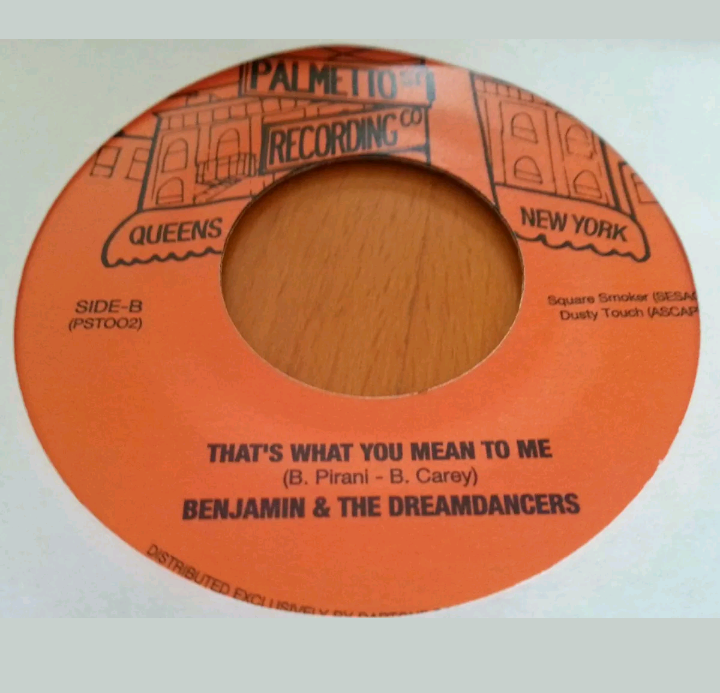 PALMETTO ST
RECORDING CO
QUEENS
NEW YORK
SIDE-B
(PST002)
Square Smoker
Dusty Touch (ASCAP
THAT'S WHAT YOU MEAN TO ME
(B. Pirani - B. Carey)
BENJAMIN & THE DREAMDANCERS
DISTRIBUTED EXCLUSIVELY BY